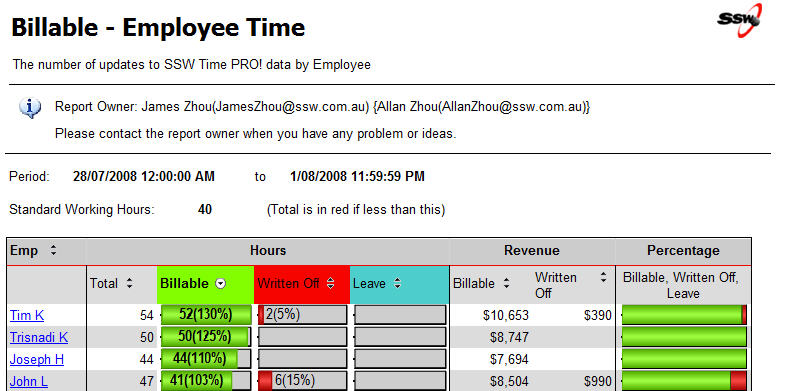 Billable - Employee Time
SSW
The number of updates to SSW Time PRO! data by Employee
Report Owner: James Zhou(JamesZhou@ssw.com.au) {Allan Zhou(AllanZhou@ssw.com.au)}
Please contact the report owner when you have any problem or ideas.
Period: 28/07/2008 12:00:00 AM to 1/08/2008 11:59:59 PM
Standard Working Hours: 40 (Total is in red if less than this)
Emp Hours Revenue Percentage
Total Billable Written Off Leave Billable Written Off Billable, Written Off, Leave
Tim K 54 52(130%) 2(5%) $10,653 $390
Trisnadi K 50 50(125%) $8,747
Joseph H 44 44(110%) $7,694
John L 47 41(103%) 6(15%) $8,504 $990